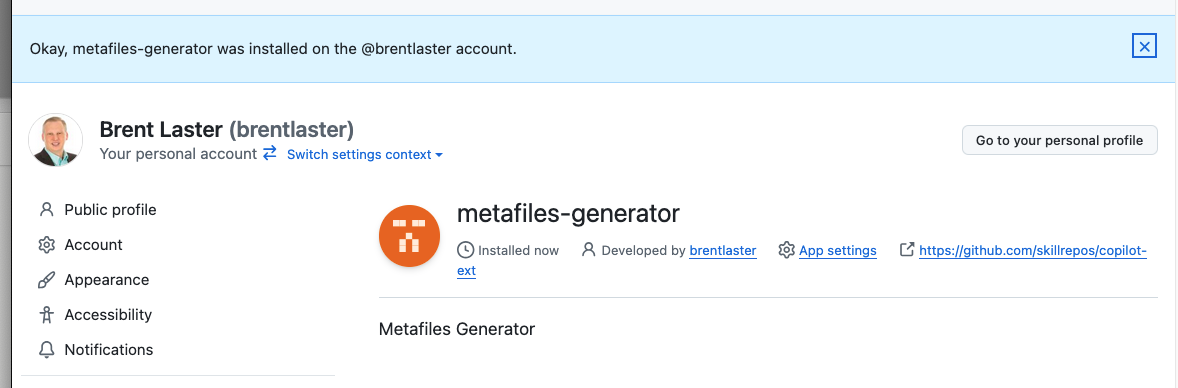 Okay, metafiles-generator was installed on the @brentlaster account.
Brent Laster (brentlaster)
Your personal account Switch settings context
Go to your personal profile
Public profile
Account
Appearance
Accessibility
Notifications
metafiles-generator
Installed now Developed by brentlaster App settings https://github.com/skillrepos/copilot-
ext
Metafiles Generator